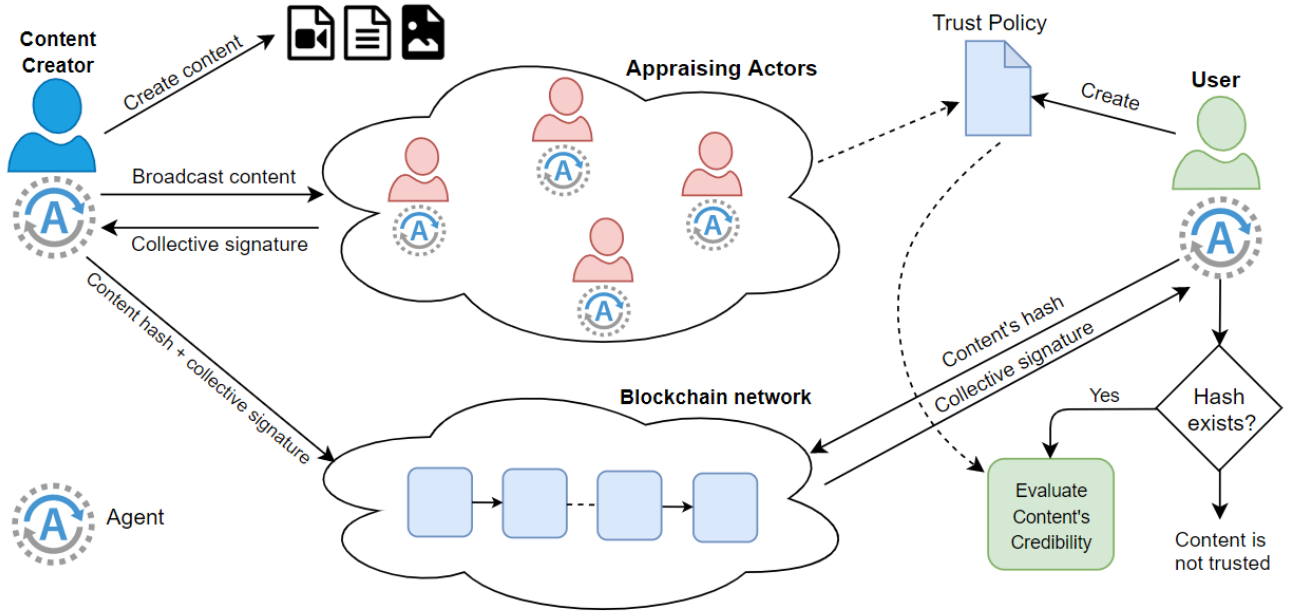 Content
Creator
Create content
Appraising Actors
Trust Policy
User
Create
A
A
A
A
A
A
Broadcast content
Collective signature
Content hash + collective signature
Content's hash
Collective signature
Blockchain network
Yes
Hash
exists?
A
Agent
Evaluate
Content's
Credibility
Content is
not trusted